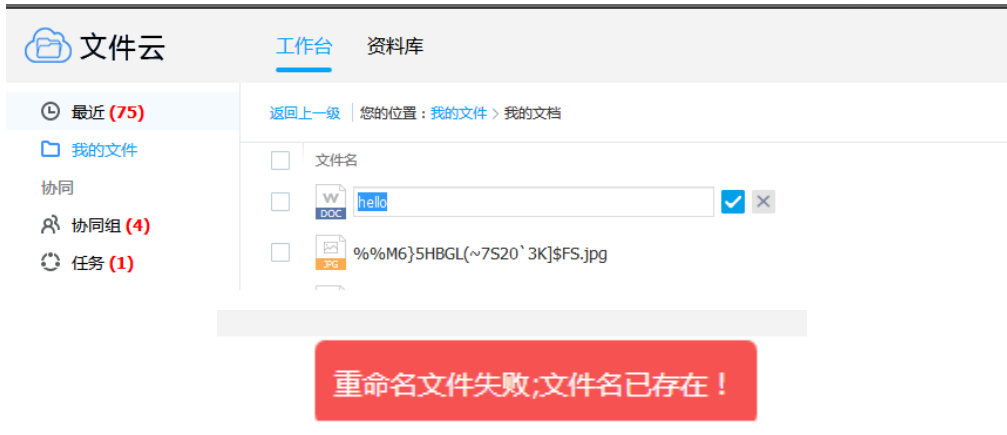 文件云
工作台 资料库
最近 (75)
我的文件
协同
协同组 (4)
任务 (1)
返回上一级 | 您的位置：我的文件 > 我的文档
文件名
DOC hello
JPG %%M6}5HBGL(~7S20`3K]$FS.jpg
重命名文件失败;文件名已存在！